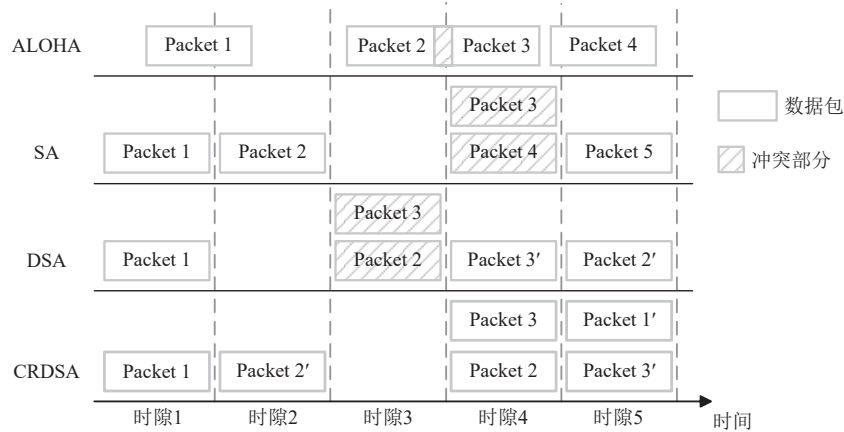 ALOHA
Packet 1
Packet 2
Packet 3
Packet 4
SA
Packet 3
Packet 1
Packet 2
Packet 4
Packet 5
DSA
Packet 3
Packet 1
Packet 2
Packet 3′
Packet 2′
CRDSA
Packet 3
Packet 1′
Packet 1
Packet 2′
Packet 2
Packet 3′
时隙1
时隙2
时隙3
时隙4
时隙5
时间
数据包
冲突部分